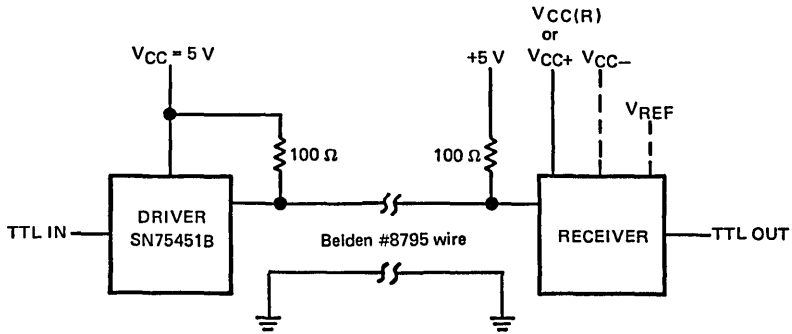 VCC(R)
or
VCC = 5 V
+5 V
VCC+
VCC−
VREF
100 Ω
100 Ω
DRIVER
SN75451B
TTL IN
Belden #8795 wire
RECEIVER
TTL OUT